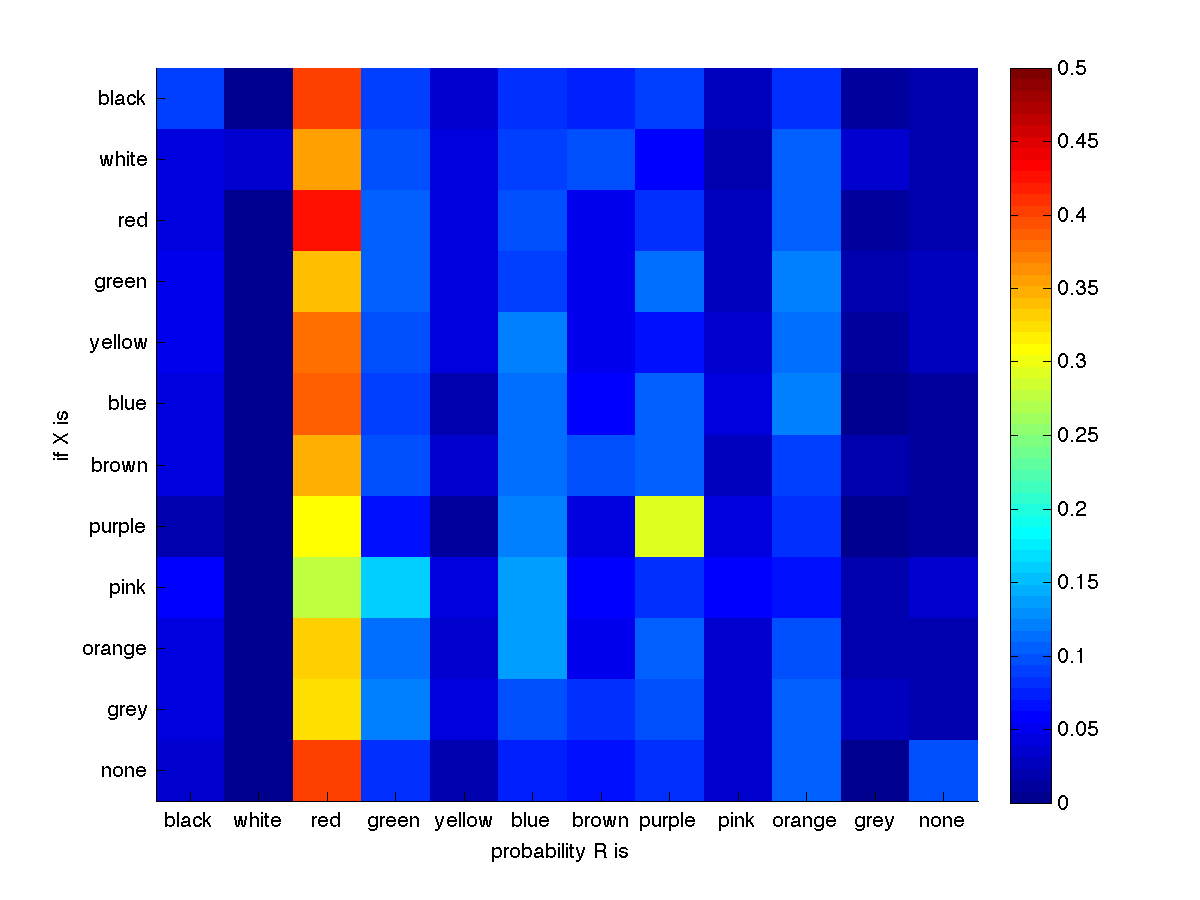 black
white
red
green
yellow
blue
brown
purple
pink
orange
grey
none
if X is
black white red green yellow blue brown purple pink orange grey none
probability R is
0.5
0.45
0.4
0.35
0.3
0.25
0.2
0.15
0.1
0.05
0